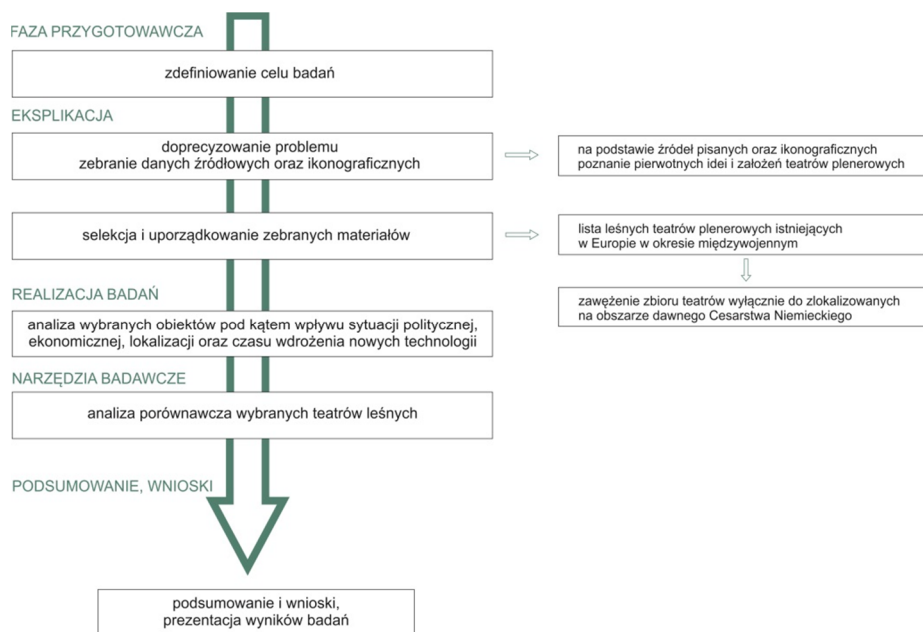 FAZA PRZYGOTOWAWCZA
zdefiniowanie celu badań
EKSPLIKACJA
doprecyzowanie problemu
zebranie danych źródłowych oraz ikonograficznych
na podstawie źródeł pisanych oraz ikonograficznych
poznanie pierwotnych idei i założeń teatrów plenerowych
selekcja i uporządkowanie zebranych materiałów
lista leśnych teatrów plenerowych istniejących
w Europie w okresie międzywojennym
zawężenie zbioru teatrów wyłącznie do zlokalizowanych
na obszarze dawnego Cesarstwa Niemieckiego
REALIZACJA BADAŃ
analiza wybranych obiektów pod kątem wpływu sytuacji politycznej,
ekonomicznej, lokalizacji oraz czasu wdrożenia nowych technologii
NARZĘDZIA BADAWCZE
analiza porównawcza wybranych teatrów leśnych
PODSUMOWANIE, WNIOSKI
podsumowanie i wnioski,
prezentacja wyników badań